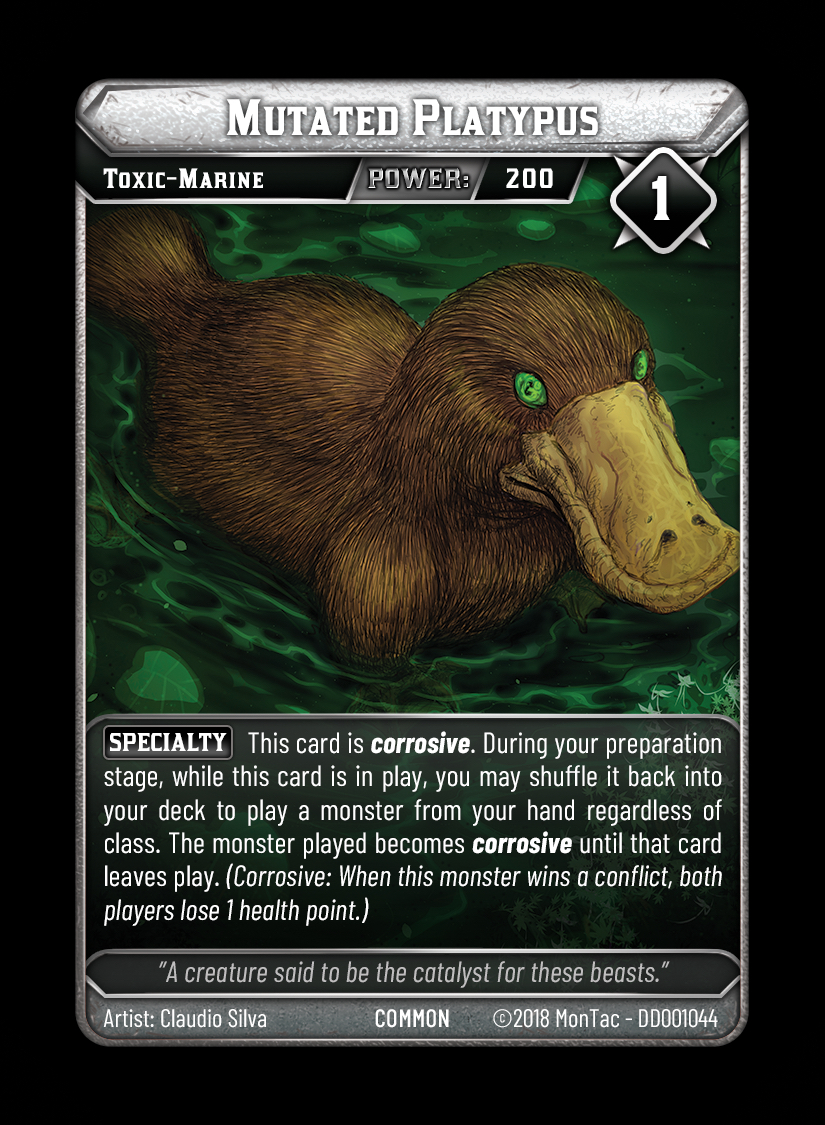 Mutated Platypus
Toxic-Marine POWER: 200
1
SPECIALTY This card is corrosive. During your preparation
stage, while this card is in play, you may shuffle it back into
your deck to play a monster from your hand regardless of
class. The monster played becomes corrosive until that card
leaves play. (Corrosive: When this monster wins a conflict, both
players lose 1 health point.)
"A creature said to be the catalyst for these beasts."
Artist: Claudio Silva COMMON ©2018 MonTac - DD001044